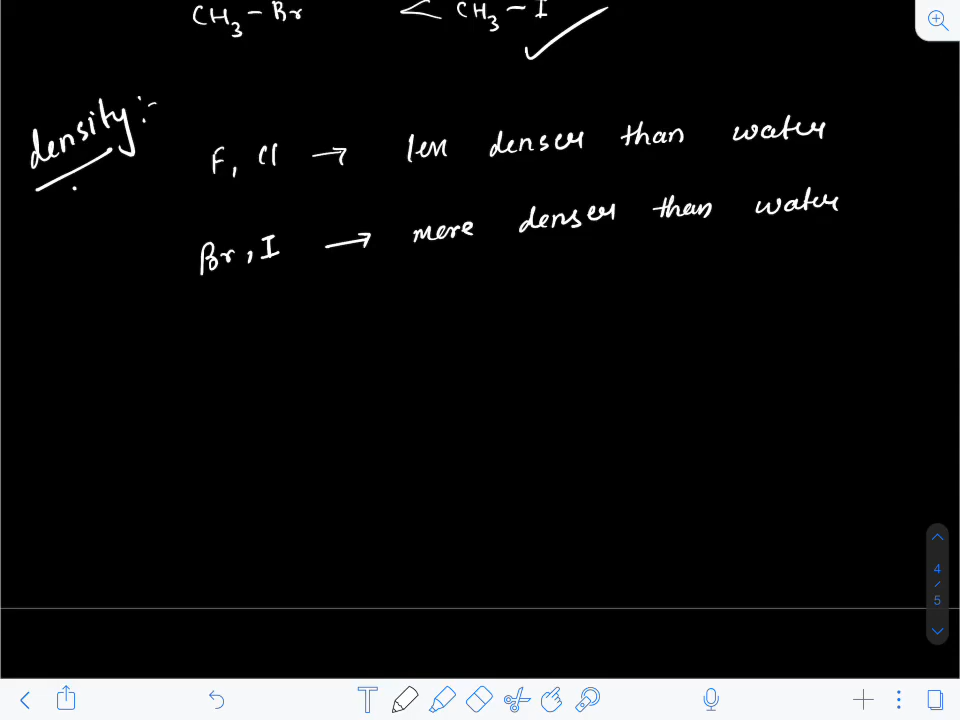 CH3 - Br < CH3 - I
density :-
F, Cl → less denser than water
Br, I → more denser than water
4
/
5